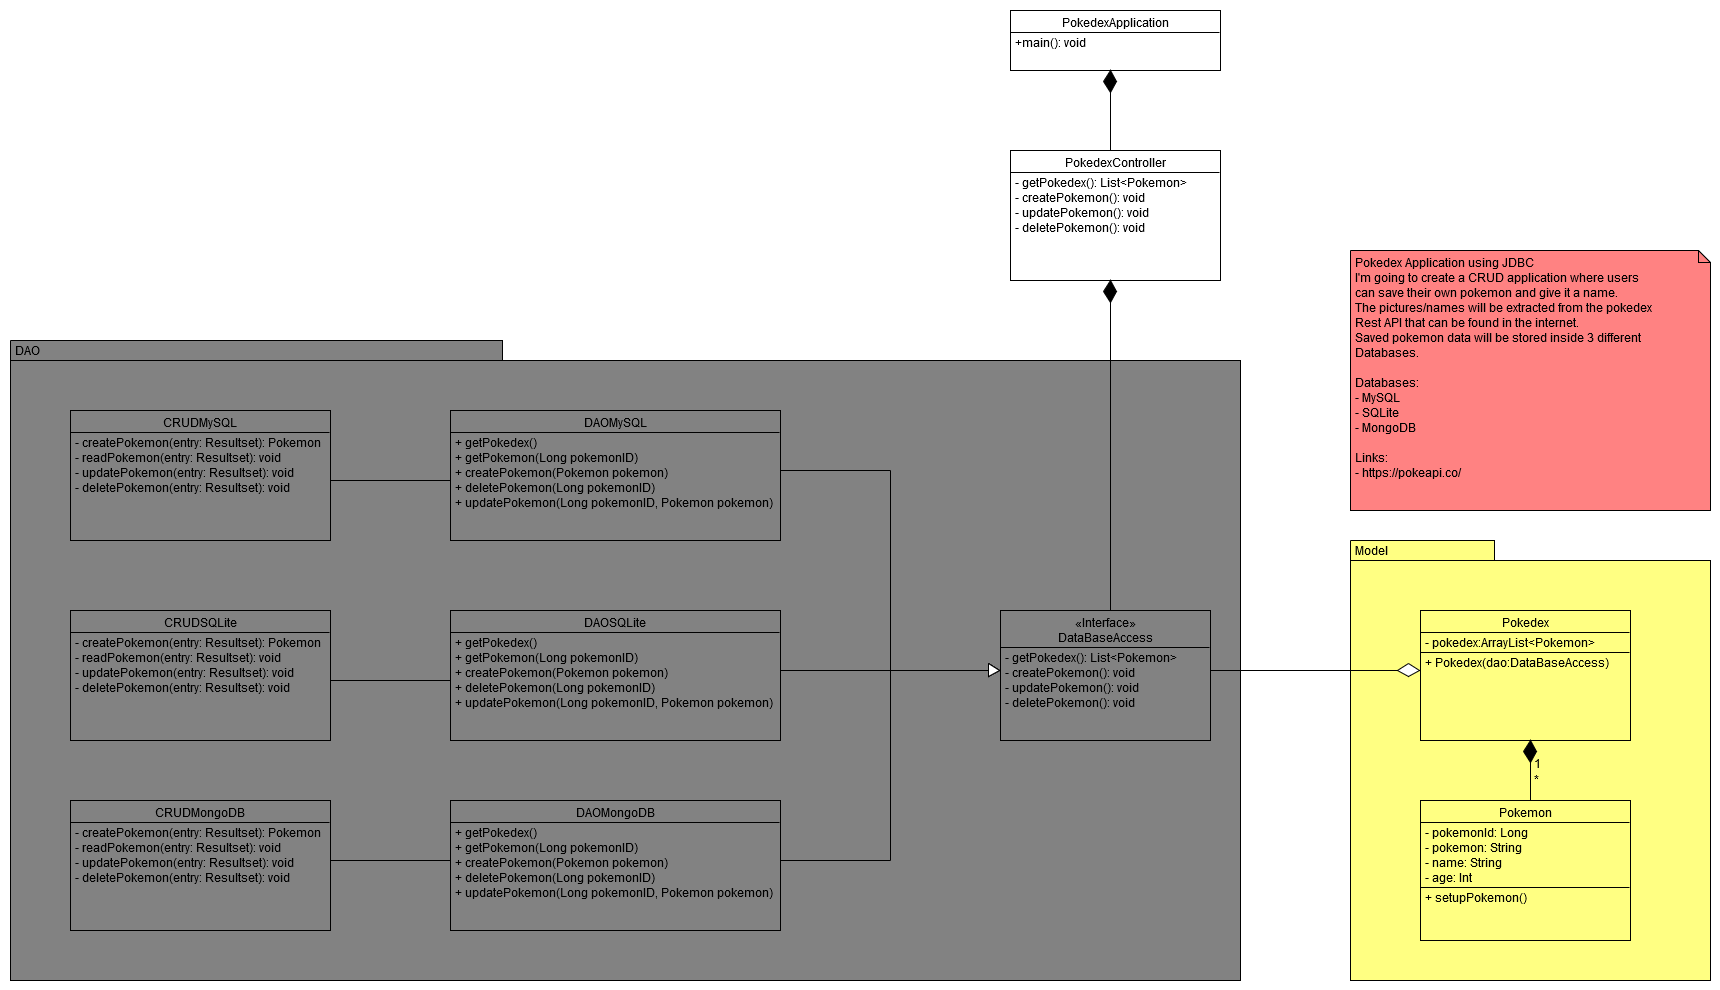 PokedexApplication
+main(): void
PokedexController
- getPokedex(): List<Pokemon>
- createPokemon(): void
- updatePokemon(): void
- deletePokemon(): void
Pokedex Application using JDBC
I'm going to create a CRUD application where users
can save their own pokemon and give it a name.
The pictures/names will be extracted from the pokedex
Rest API that can be found in the internet.
Saved pokemon data will be stored inside 3 different
Databases.
Databases:
- MySQL
- SQLite
- MongoDB
Links:
- https://pokeapi.co/
DAO
CRUDMySQL
- createPokemon(entry: Resultset): Pokemon
- readPokemon(entry: Resultset): void
- updatePokemon(entry: Resultset): void
- deletePokemon(entry: Resultset): void
DAOMySQL
+ getPokedex()
+ getPokemon(Long pokemonID)
+ createPokemon(Pokemon pokemon)
+ deletePokemon(Long pokemonID)
+ updatePokemon(Long pokemonID, Pokemon pokemon)
CRUDSQLite
- createPokemon(entry: Resultset): Pokemon
- readPokemon(entry: Resultset): void
- updatePokemon(entry: Resultset): void
- deletePokemon(entry: Resultset): void
DAOSQLite
+ getPokedex()
+ getPokemon(Long pokemonID)
+ createPokemon(Pokemon pokemon)
+ deletePokemon(Long pokemonID)
+ updatePokemon(Long pokemonID, Pokemon pokemon)
«Interface»
DataBaseAccess
- getPokedex(): List<Pokemon>
- createPokemon(): void
- updatePokemon(): void
- deletePokemon(): void
CRUDMongoDB
- createPokemon(entry: Resultset): Pokemon
- readPokemon(entry: Resultset): void
- updatePokemon(entry: Resultset): void
- deletePokemon(entry: Resultset): void
DAOMongoDB
+ getPokedex()
+ getPokemon(Long pokemonID)
+ createPokemon(Pokemon pokemon)
+ deletePokemon(Long pokemonID)
+ updatePokemon(Long pokemonID, Pokemon pokemon)
Model
Pokedex
- pokedex:ArrayList<Pokemon>
+ Pokedex(dao:DataBaseAccess)
1
*
Pokemon
- pokemonId: Long
- pokemon: String
- name: String
- age: Int
+ setupPokemon()